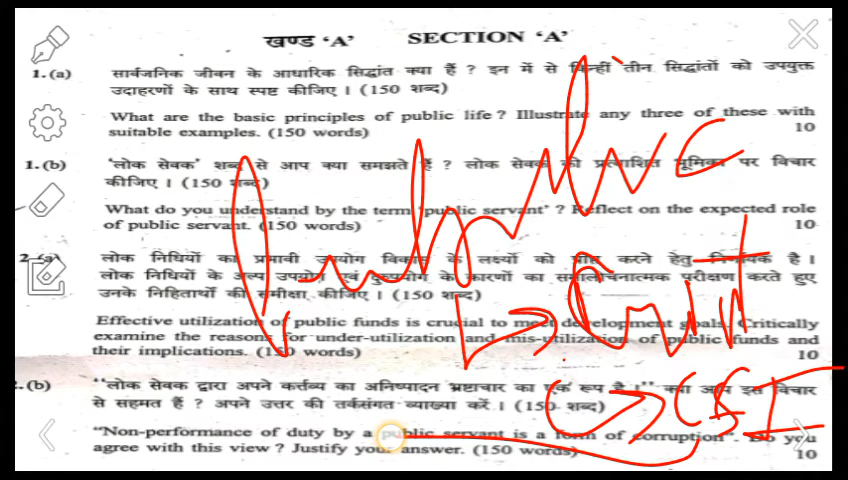 खण्ड ‘A’ SECTION ‘A’
1. (a) सार्वजनिक जीवन के आधारिक सिद्धांत क्या हैं ? इन में से किन्हीं तीन सिद्धांतों को उपयुक्त
उदाहरणों के साथ स्पष्ट कीजिए । (150 शब्द)
What are the basic principles of public life? Illustrate any three of these with
suitable examples. (150 words) 10
1. (b) ‘लोक सेवक’ शब्द से आप क्या समझते हैं ? लोक सेवक की प्रत्याशित भूमिका पर विचार
कीजिए । (150 शब्द)
What do you understand by the term ‘public servant’ ? Reflect on the expected role
of public servant. (150 words) 10
2. (a) लोक निधियों का प्रभावी उपयोग विकास के लक्ष्यों को प्राप्त करने हेतु निर्णायक है ।
लोक निधियों के अल्प उपयोग एवं दुरुपयोग के कारणों का समालोचनात्मक परीक्षण करते हुए
उनके निहितार्थों की समीक्षा कीजिए । (150 शब्द)
Effective utilization of public funds is crucial to meet development goals. Critically
examine the reasons for under-utilization and mis-utilization of public funds and
their implications. (150 words) 10
2. (b) “लोक सेवक द्वारा अपने कर्त्तव्य का अनिष्पादन भ्रष्टाचार का एक रूप है ।” क्या आप इस विचार
से सहमत हैं ? अपने उत्तर की तर्कसंगत व्याख्या करें । (150 शब्द)
“Non-performance of duty by a public servant is a form of corruption”. Do you
agree with this view ? Justify your answer. (150 words) 10